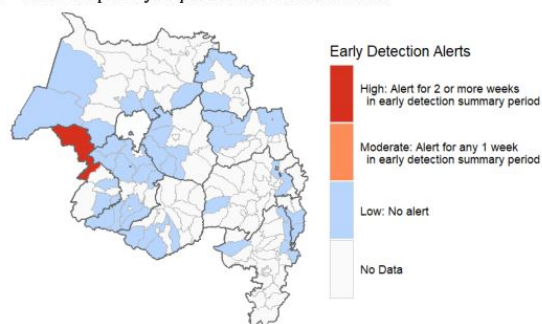 Early Detection Alerts
High: Alert for 2 or more weeks
in early detection summary period
Moderate: Alert for any 1 week
in early detection summary period
Low: No alert
No Data